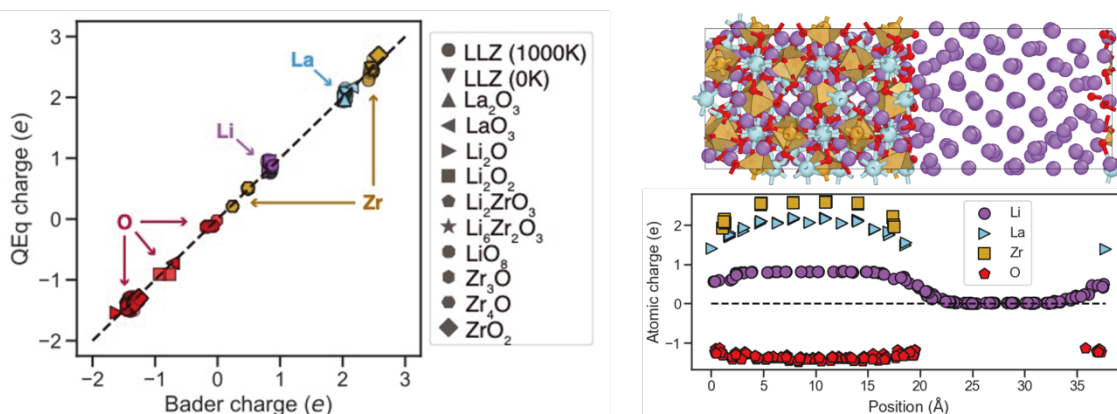 QEq charge (e)
3
2
1
0
−1
−2
−2 −1 0 1 2 3
Bader charge (e)
La
Li
Zr
O
LLZ (1000K)
LLZ (0K)
La₂O₃
LaO₃
Li₂O
Li₂O₂
Li₂ZrO₃
Li₆Zr₂O₃
LiO₈
Zr₃O
Zr₄O
ZrO₂
Atomic charge (e)
2
1
0
−1
Li
La
Zr
O
0 5 10 15 20 25 30 35
Position (Å)